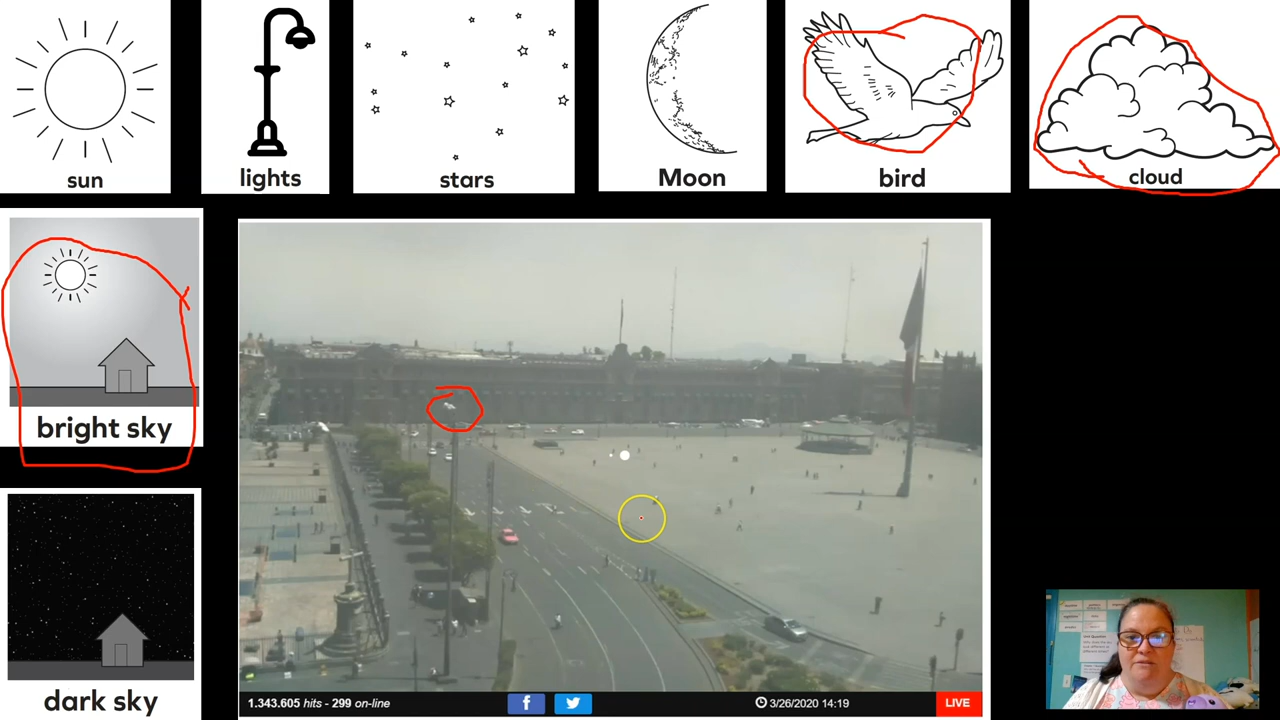 sun
lights
stars
Moon
bird
cloud
bright sky
dark sky
1.343.605 hits - 299 on-line
f
3/26/2020 14:19
LIVE